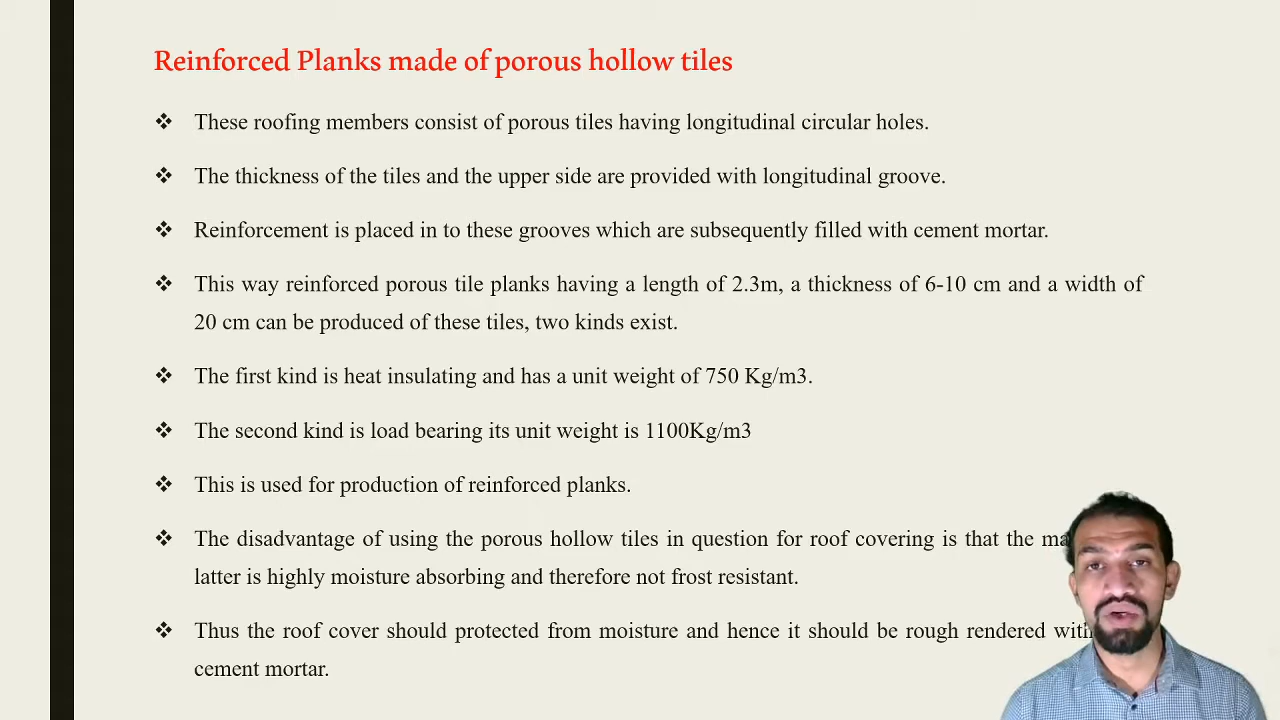 Reinforced Planks made of porous hollow tiles
❖ These roofing members consist of porous tiles having longitudinal circular holes.
❖ The thickness of the tiles and the upper side are provided with longitudinal groove.
❖ Reinforcement is placed in to these grooves which are subsequently filled with cement mortar.
❖ This way reinforced porous tile planks having a length of 2.3m, a thickness of 6-10 cm and a width of
20 cm can be produced of these tiles, two kinds exist.
❖ The first kind is heat insulating and has a unit weight of 750 Kg/m3.
❖ The second kind is load bearing its unit weight is 1100Kg/m3
❖ This is used for production of reinforced planks.
❖ The disadvantage of using the porous hollow tiles in question for roof covering is that the
latter is highly moisture absorbing and therefore not frost resistant.
❖ Thus the roof cover should protected from moisture and hence it should be rough rendered with
cement mortar.